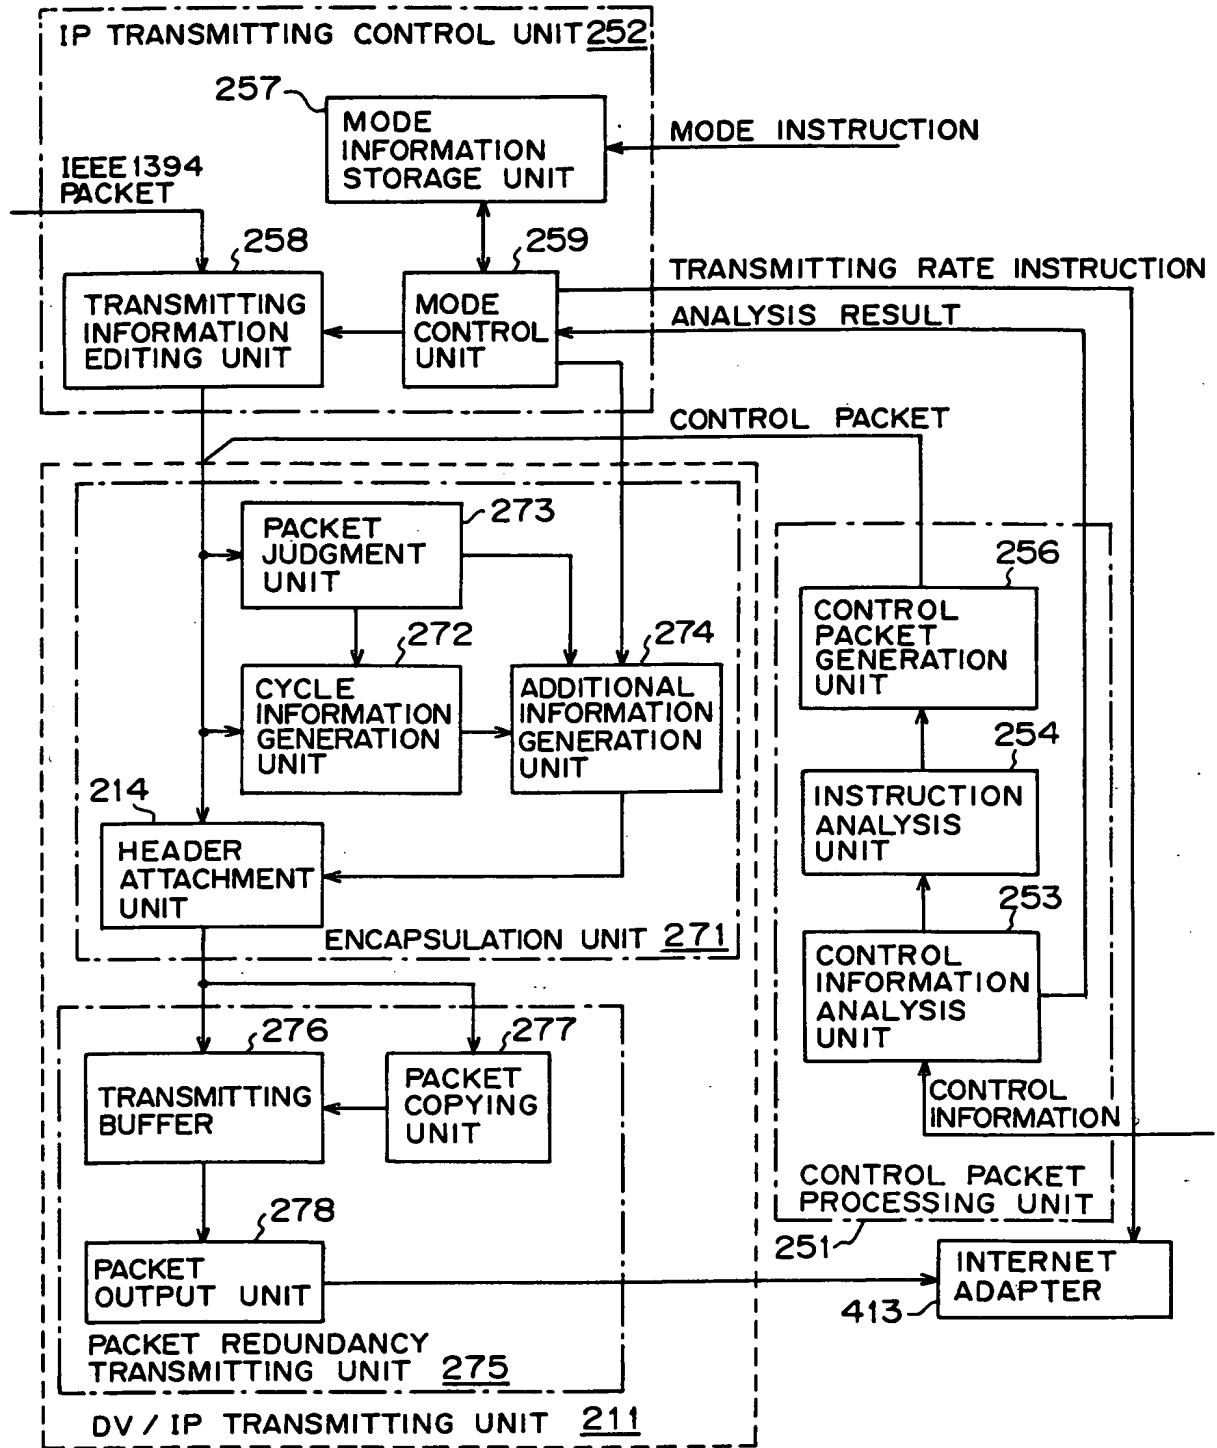 IP TRANSMITTING CONTROL UNIT 252
257
MODE
INFORMATION
STORAGE UNIT
MODE INSTRUCTION
IEEE1394
PACKET
258
259
TRANSMITTING
INFORMATION
EDITING UNIT
MODE
CONTROL
UNIT
TRANSMITTING RATE INSTRUCTION
ANALYSIS RESULT
CONTROL PACKET
273
PACKET
JUDGMENT
UNIT
256
CONTROL
PACKET
GENERATION
UNIT
272
274
CYCLE
INFORMATION
GENERATION
UNIT
ADDITIONAL
INFORMATION
GENERATION
UNIT
254
INSTRUCTION
ANALYSIS
UNIT
214
HEADER
ATTACHMENT
UNIT
253
CONTROL
INFORMATION
ANALYSIS
UNIT
ENCAPSULATION UNIT 271
276
277
TRANSMITTING
BUFFER
PACKET
COPYING
UNIT
CONTROL
INFORMATION
CONTROL PACKET
PROCESSING UNIT
251
278
PACKET
OUTPUT UNIT
INTERNET
ADAPTER
413
PACKET REDUNDANCY
TRANSMITTING UNIT 275
DV / IP TRANSMITTING UNIT 211